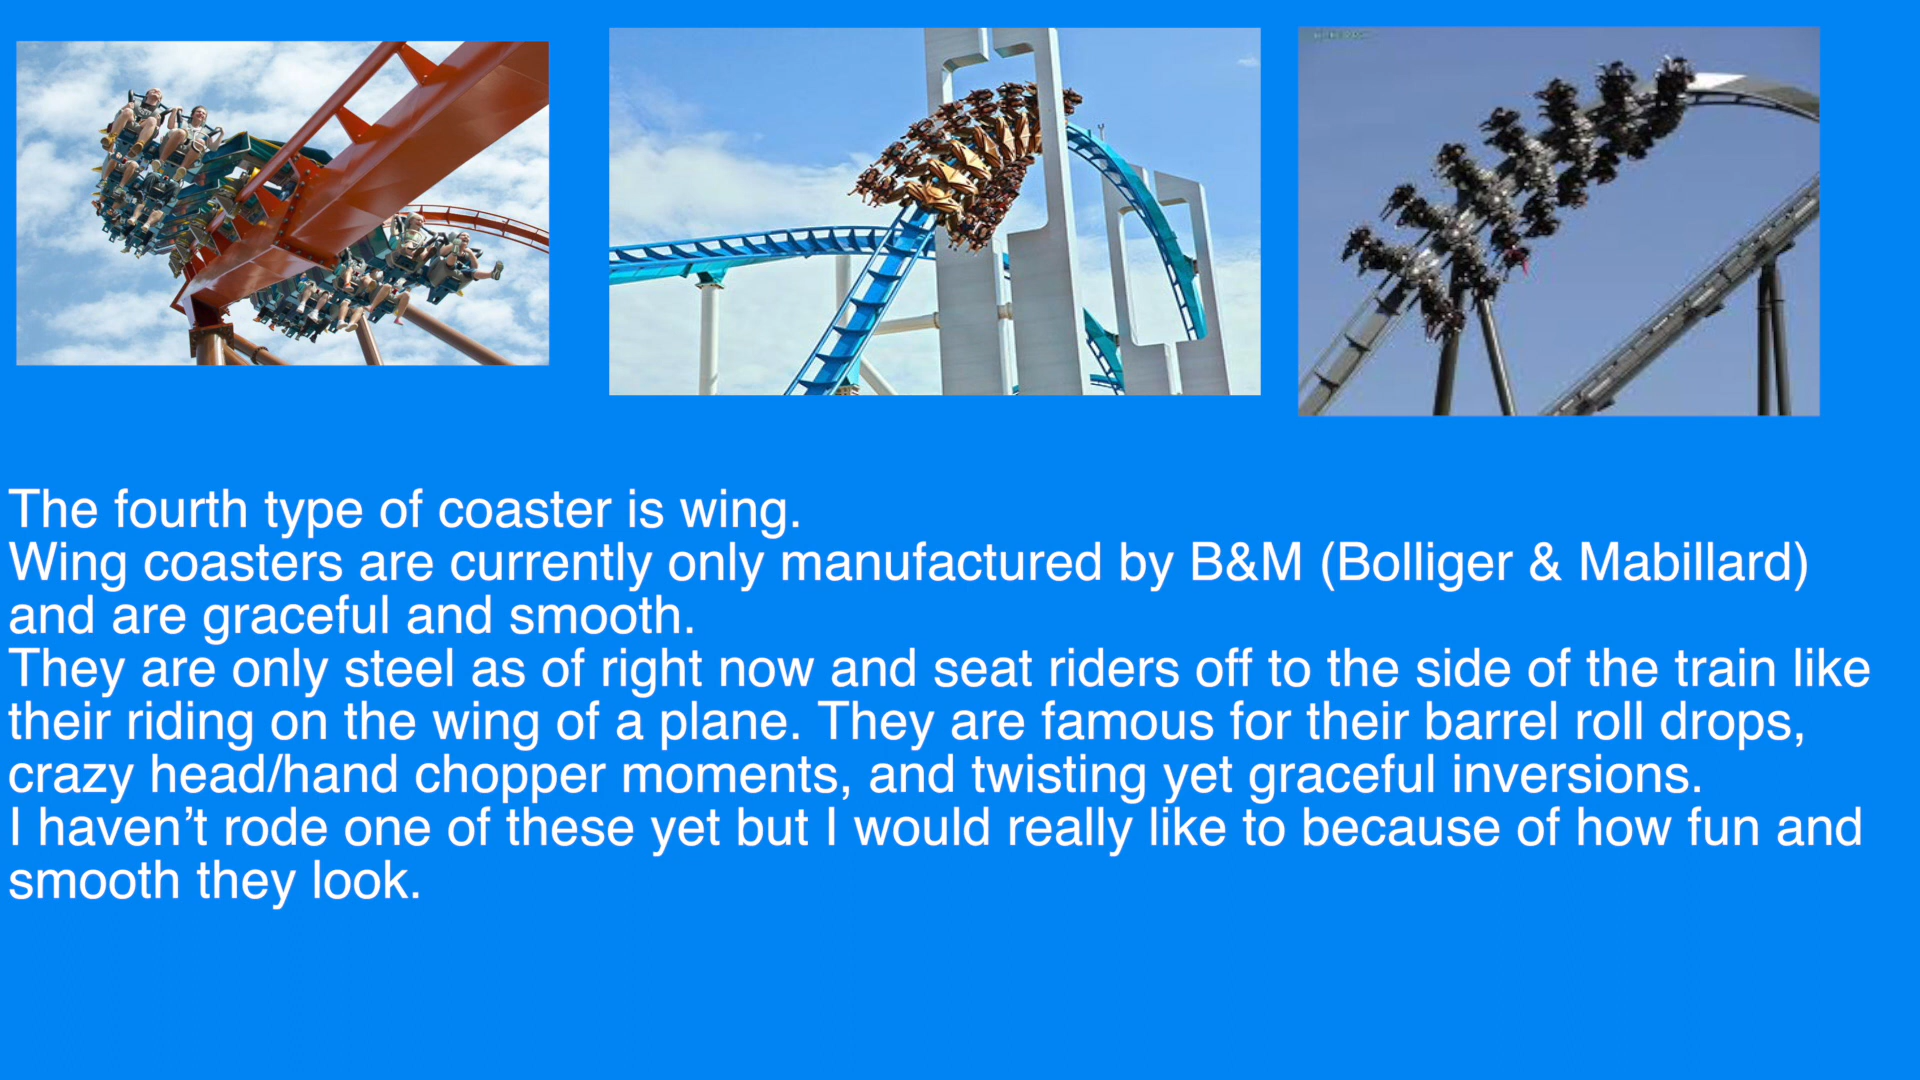 The fourth type of coaster is wing.
Wing coasters are currently only manufactured by B&M (Bolliger & Mabillard)
and are graceful and smooth.
They are only steel as of right now and seat riders off to the side of the train like
their riding on the wing of a plane. They are famous for their barrel roll drops,
crazy head/hand chopper moments, and twisting yet graceful inversions.
I haven’t rode one of these yet but I would really like to because of how fun and
smooth they look.